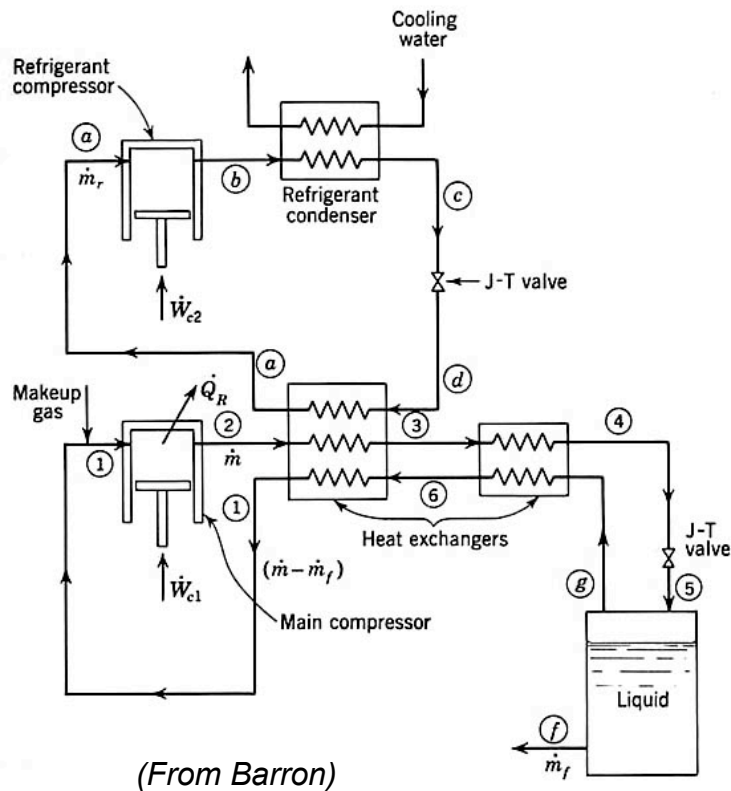 Cooling
water
Refrigerant
compressor
a
ṁr
b
Refrigerant
condenser
c
J-T valve
Ẇc2
a
d
Makeup
gas
Q̇R
2
ṁ
3
4
1
1
6
Heat exchangers
J-T
valve
(ṁ − ṁf)
g
5
Ẇc1
Main compressor
Liquid
f
ṁf
(From Barron)